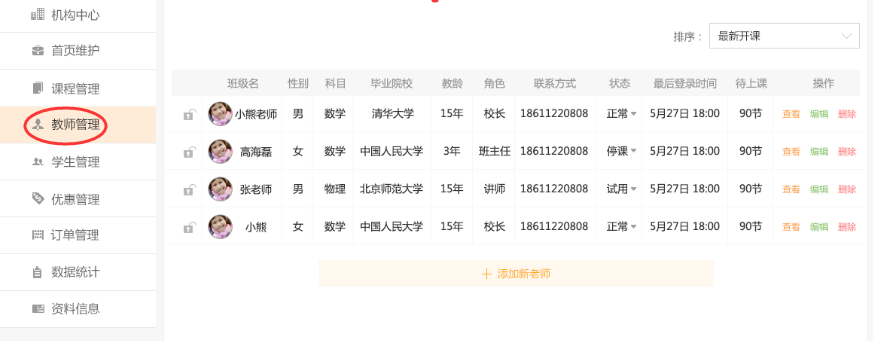 机构中心
首页维护
课程管理
教师管理
学生管理
优惠管理
订单管理
数据统计
资料信息
排序： 最新开课
班级名 性别 科目 毕业院校 教龄 角色 联系方式 状态 最后登录时间 待上课 操作
小熊老师 男 数学 清华大学 15年 校长 18611220808 正常 5月27日 18:00 90节 查看 编辑 删除
高海磊 女 数学 中国人民大学 3年 班主任 18611220808 停课 5月27日 18:00 90节 查看 编辑 删除
张老师 男 物理 北京师范大学 15年 讲师 18611220808 试用 5月27日 18:00 90节 查看 编辑 删除
小熊 女 数学 中国人民大学 15年 校长 18611220808 正常 5月27日 18:00 90节 查看 编辑 删除
添加新老师